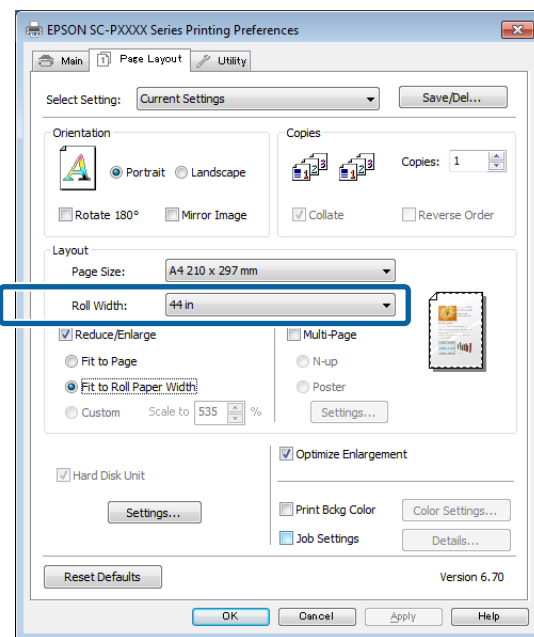 EPSON SC-PXXXX Series Printing Preferences
Main Page Layout Utility
Select Setting: Current Settings Save/Del...
Orientation Copies
Portrait Landscape Copies: 1
Rotate 180° Mirror Image Collate Reverse Order
Layout
Page Size: A4 210 x 297 mm
Roll Width: 44 in
Reduce/Enlarge Multi-Page
Fit to Page N-up
Fit to Roll Paper Width Poster
Custom Scale to 535 % Settings...
Optimize Enlargement
Hard Disk Unit
Settings... Print Bckg Color Color Settings...
Job Settings Details...
Reset Defaults Version 6.70
OK Cancel Apply Help